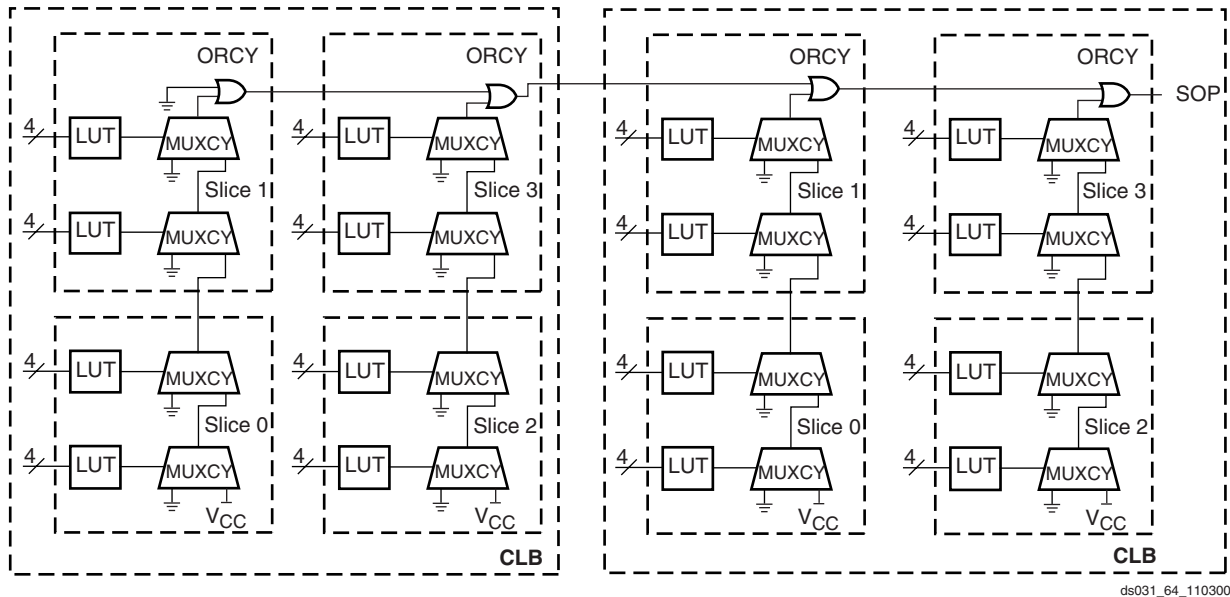 ORCY ORCY ORCY ORCY
SOP
4 LUT MUXCY 4 LUT MUXCY 4 LUT MUXCY 4 LUT MUXCY
Slice 1 Slice 3 Slice 1 Slice 3
4 LUT MUXCY 4 LUT MUXCY 4 LUT MUXCY 4 LUT MUXCY
4 LUT MUXCY 4 LUT MUXCY 4 LUT MUXCY 4 LUT MUXCY
Slice 0 Slice 2 Slice 0 Slice 2
4 LUT MUXCY 4 LUT MUXCY 4 LUT MUXCY 4 LUT MUXCY
VCC VCC VCC VCC
CLB CLB
ds031_64_110300